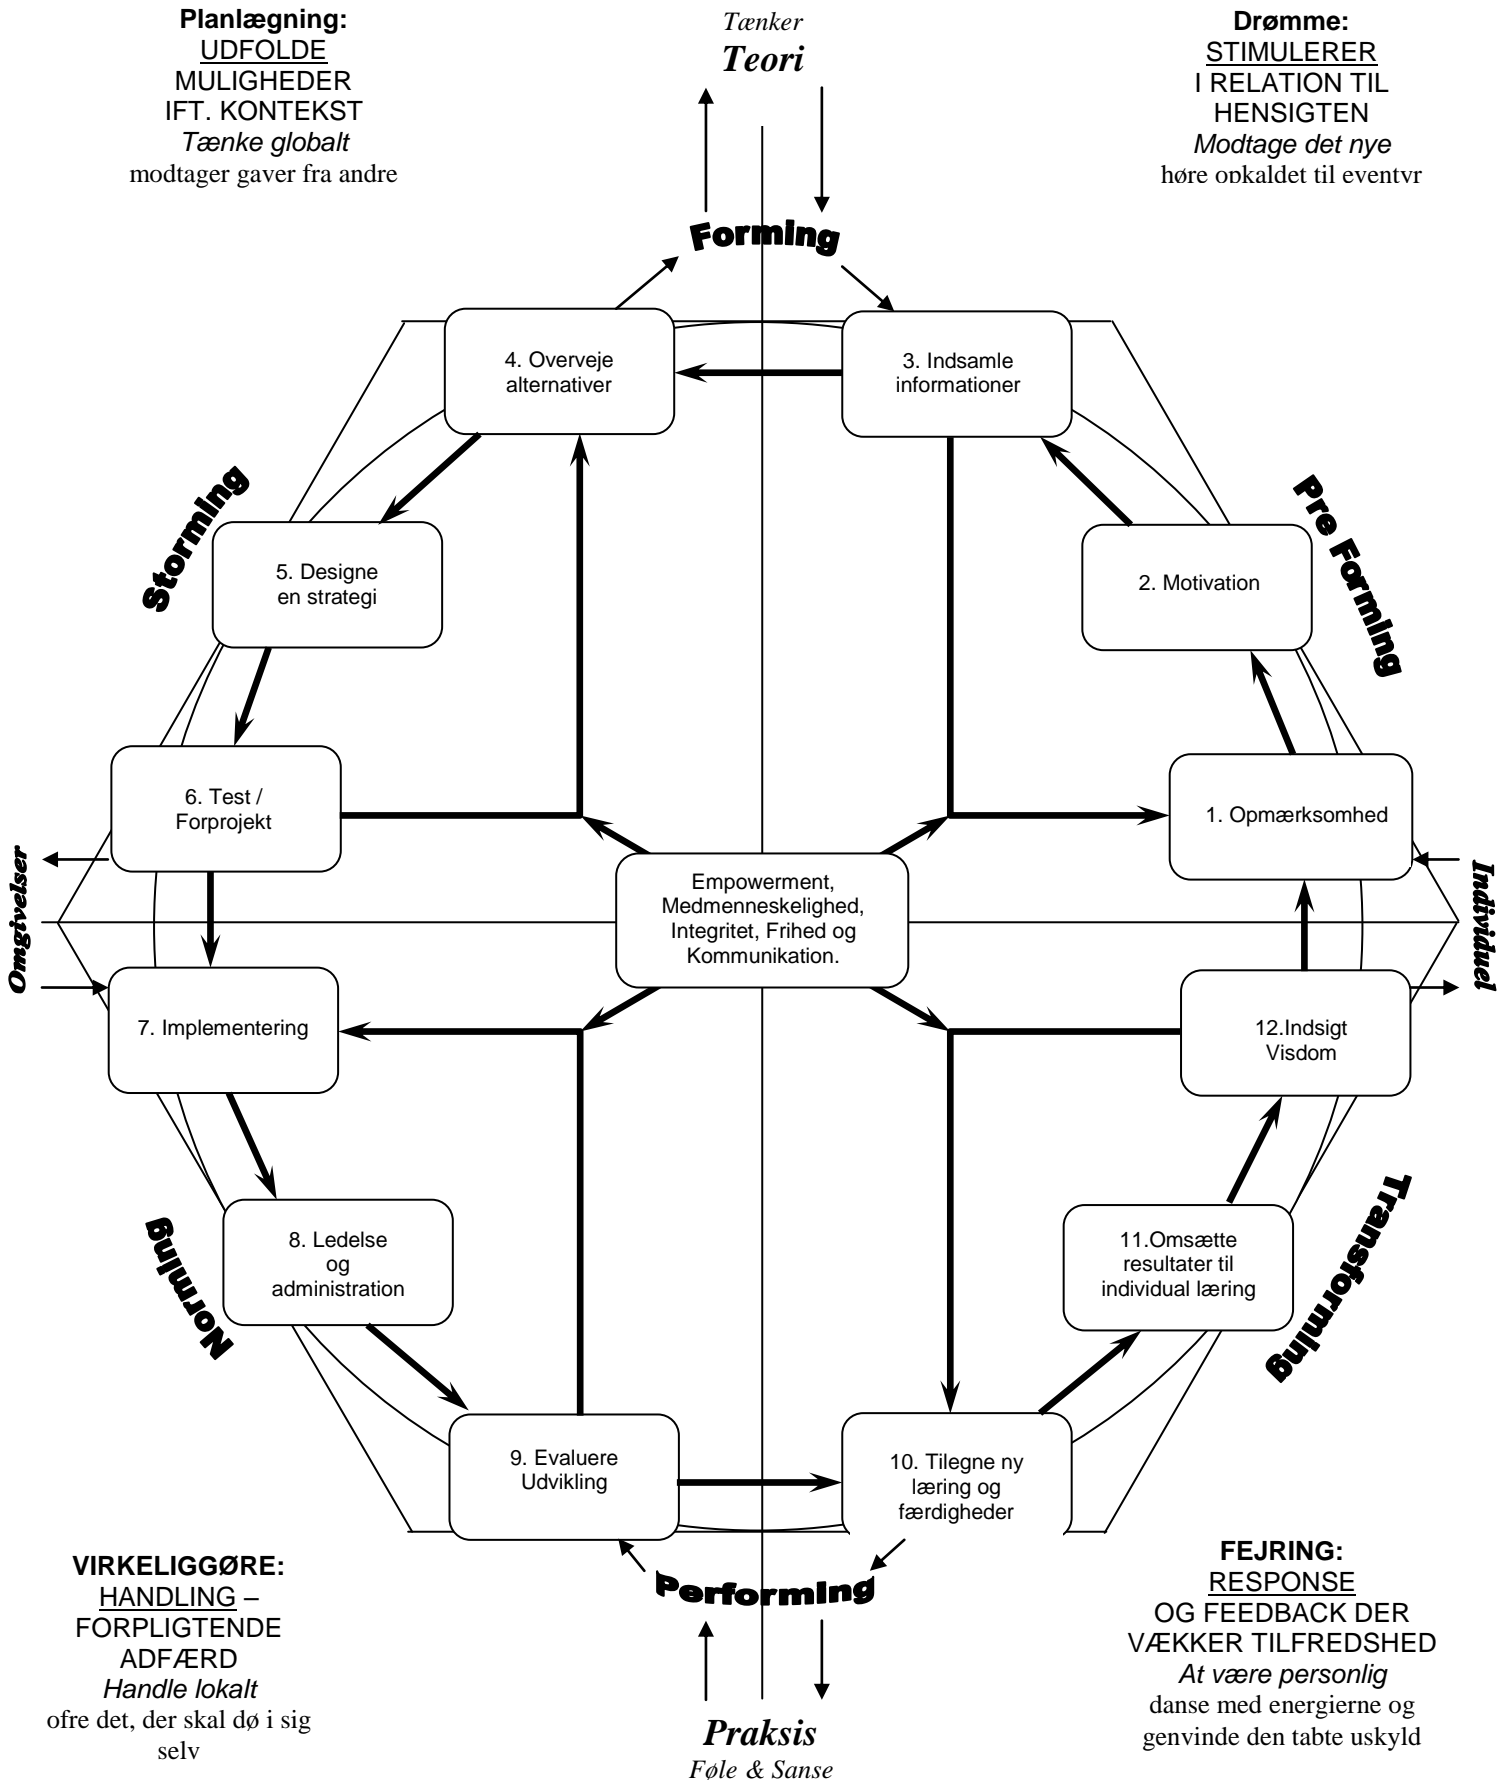 Planlægning:
UDFOLDE
MULIGHEDER
IFT. KONTEKST
Tænke globalt
modtager gaver fra andre
Tænker
Teori
Drømme:
STIMULERER
I RELATION TIL
HENSIGTEN
Modtage det nye
høre opkaldet til eventyr
Forming
4. Overveje
alternativer
3. Indsamle
informationer
Storming
Pre Forming
5. Designe
en strategi
2. Motivation
6. Test /
Forprojekt
1. Opmærksomhed
Omgivelser
Empowerment,
Medmenneskelighed,
Integritet, Frihed og
Kommunikation.
Individuel
7. Implementering
12.Indsigt
Visdom
Norming
8. Ledelse
og
administration
11.Omsætte
resultater til
individual læring
Transforming
9. Evaluere
Udvikling
10. Tilegne ny
læring og
færdigheder
Performing
VIRKELIGGØRE:
HANDLING –
FORPLIGTENDE
ADFÆRD
Handle lokalt
ofre det, der skal dø i sig
selv
Praksis
Føle & Sanse
FEJRING:
RESPONSE
OG FEEDBACK DER
VÆKKER TILFREDSHED
At være personlig
danse med energierne og
genvinde den tabte uskyld